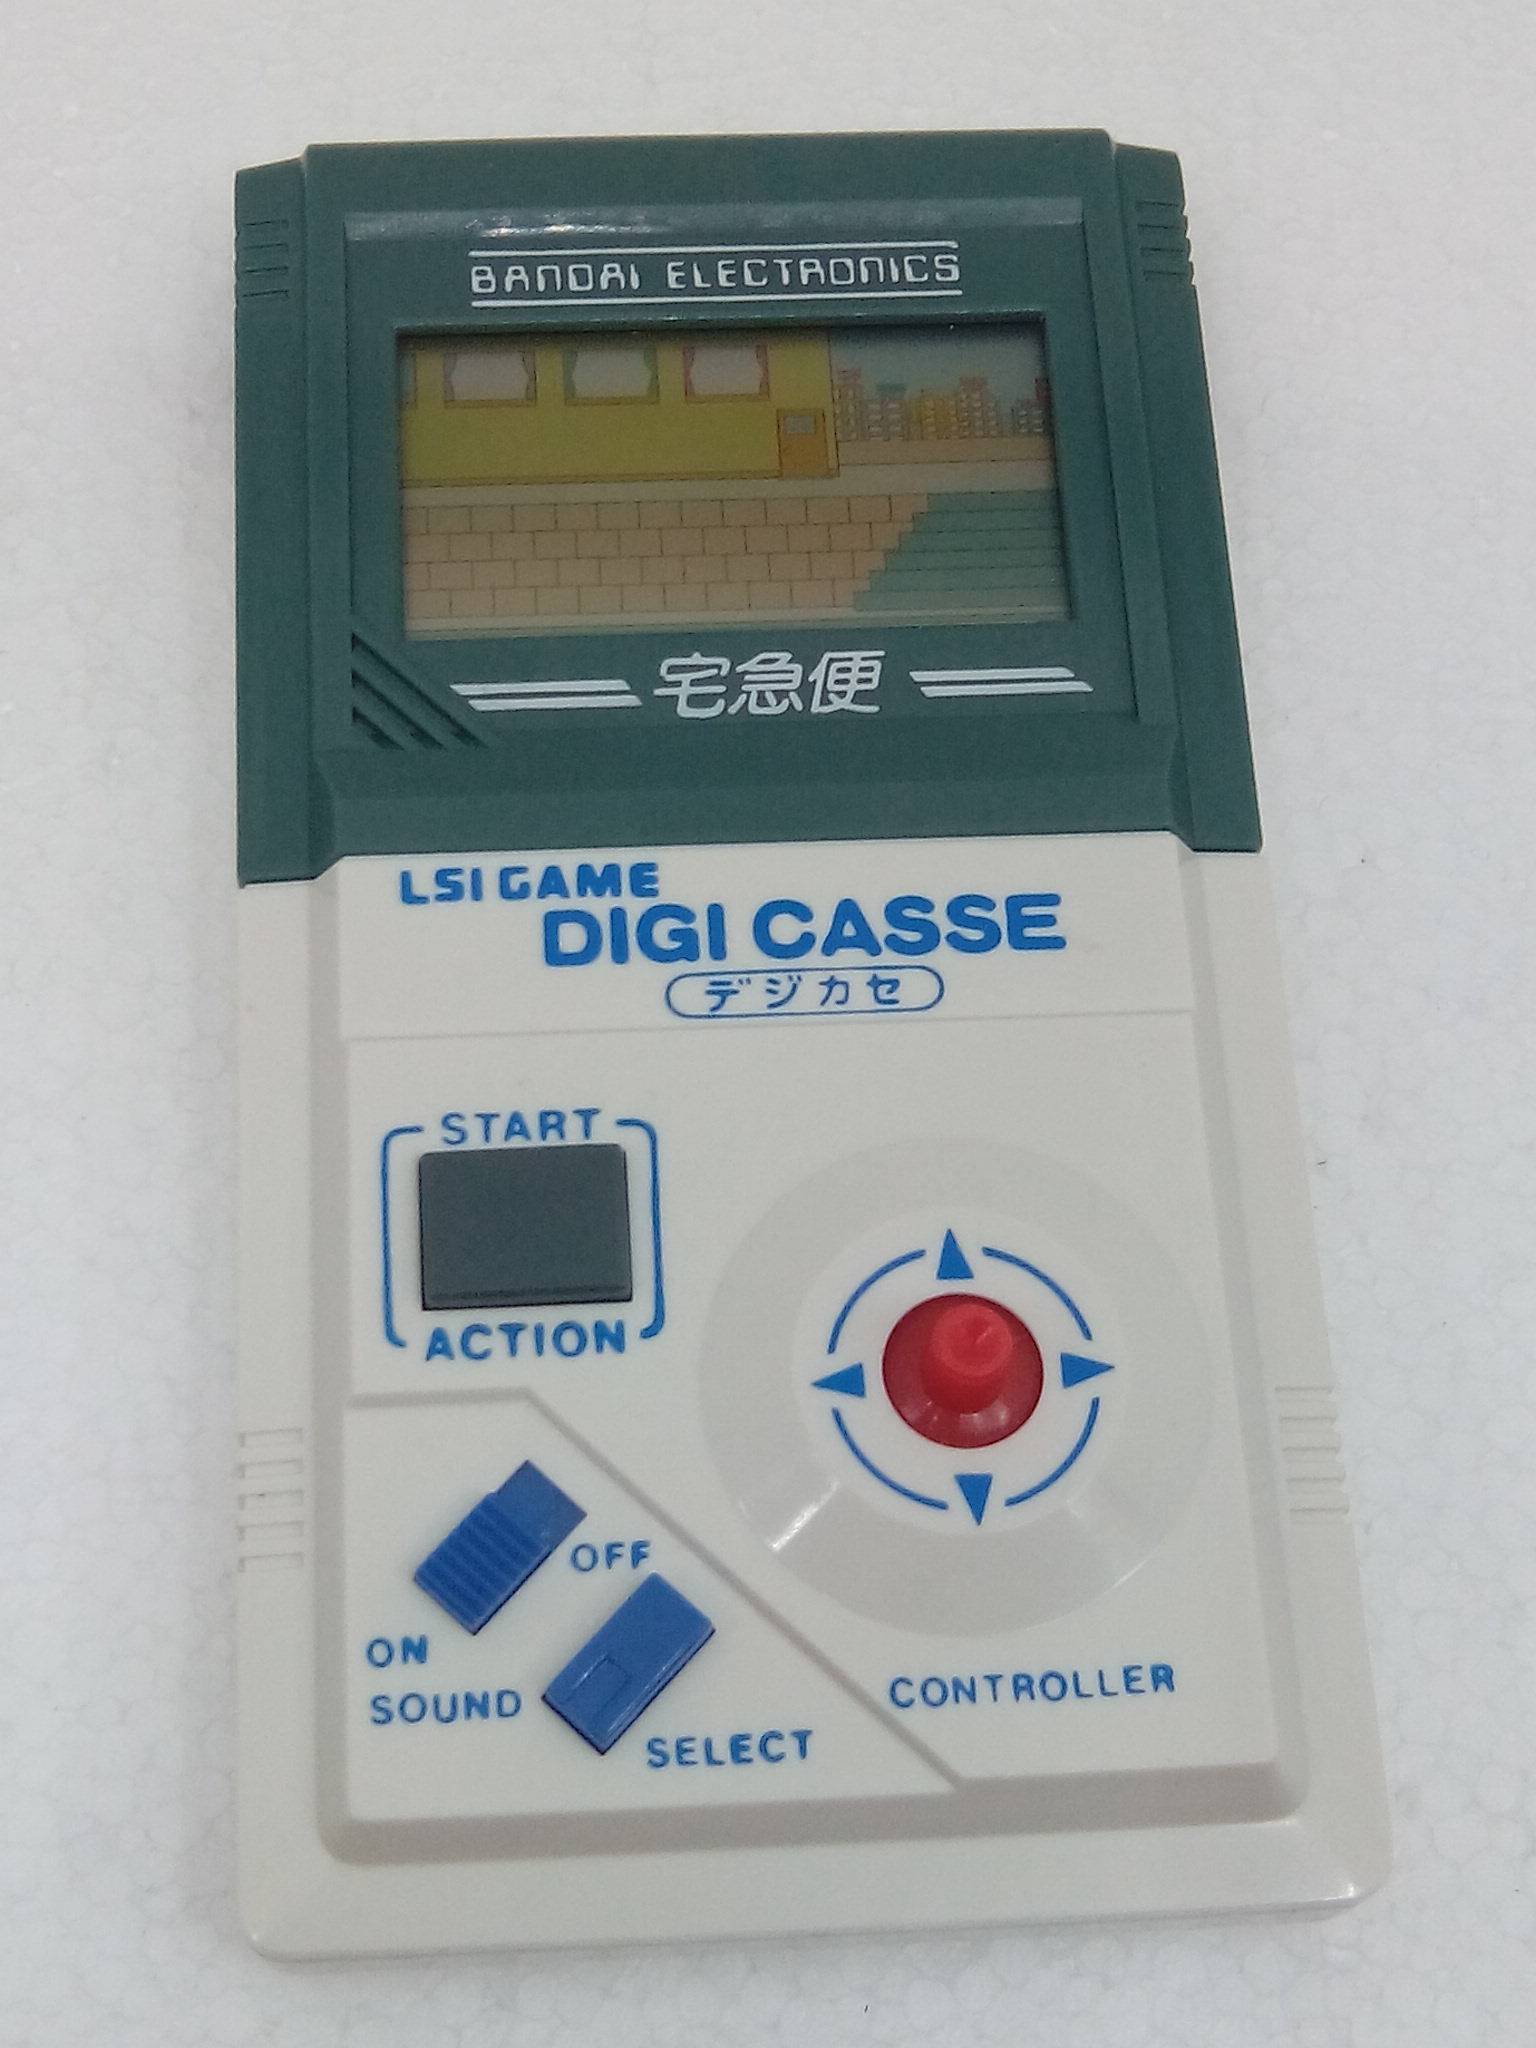 BANDAI ELECTRONICS
宅急便
LSI GAME
DIGI CASSE
デジカセ
START
ACTION
OFF
ON
SOUND
SELECT
CONTROLLER